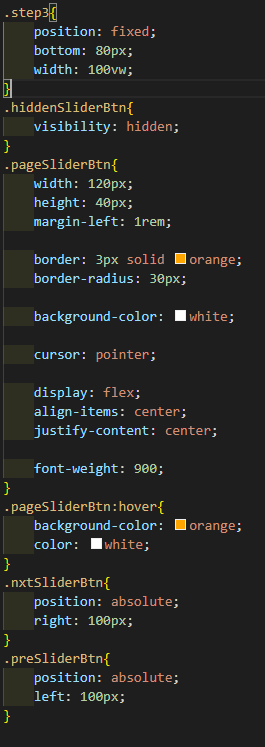 .step3{
    position: fixed;
    bottom: 80px;
    width: 100vw;
}
.hiddenSliderBtn{
    visibility: hidden;
}
.pageSliderBtn{
    width: 120px;
    height: 40px;
    margin-left: 1rem;

    border: 3px solid orange;
    border-radius: 30px;

    background-color: white;

    cursor: pointer;

    display: flex;
    align-items: center;
    justify-content: center;

    font-weight: 900;
}
.pageSliderBtn:hover{
    background-color: orange;
    color: white;
}
.nxtSliderBtn{
    position: absolute;
    right: 100px;
}
.preSliderBtn{
    position: absolute;
    left: 100px;
}